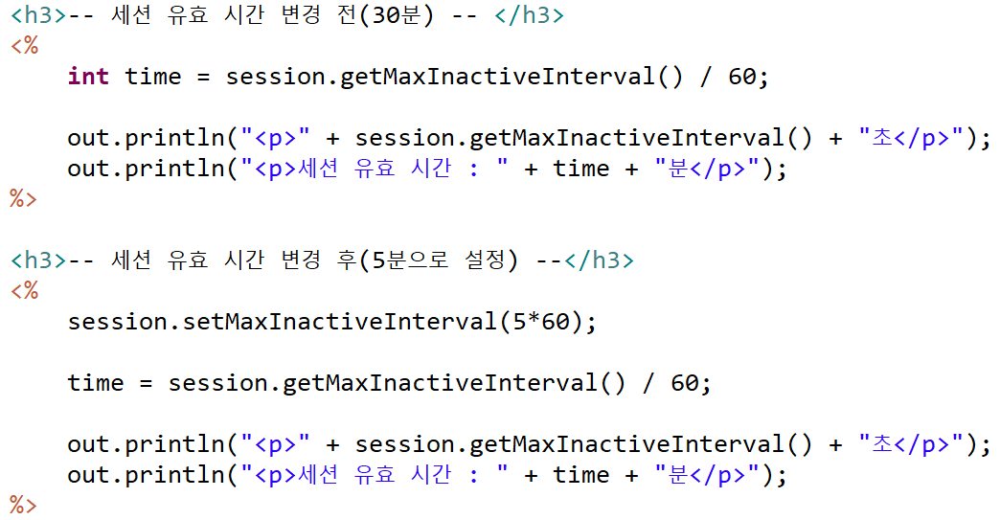 <h3>-- 세션 유효 시간 변경 전(30분) -- </h3>
<%
int time = session.getMaxInactiveInterval() / 60;
out.println("<p>" + session.getMaxInactiveInterval() + "초</p>");
out.println("<p>세션 유효 시간 : " + time + "분</p>");
%>
<h3>-- 세션 유효 시간 변경 후(5분으로 설정) --</h3>
<%
session.setMaxInactiveInterval(5*60);
time = session.getMaxInactiveInterval() / 60;
out.println("<p>" + session.getMaxInactiveInterval() + "초</p>");
out.println("<p>세션 유효 시간 : " + time + "분</p>");
%>